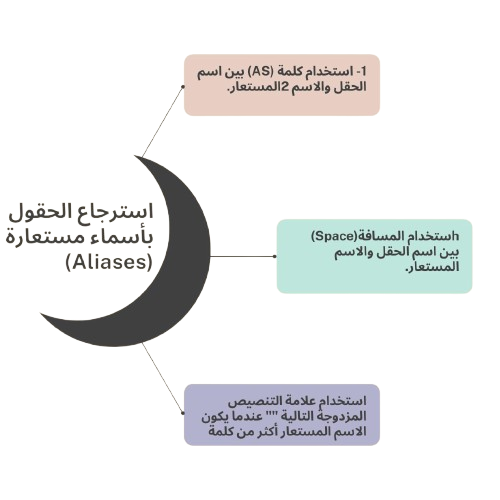 1- استخدام كلمة (AS) بين اسم
الحقل والاسم 2المستعار.
استرجاع الحقول
بأسماء مستعارة
(Aliases)
hستخدام المسافة(Space)
بين اسم الحقل والاسم
المستعار.
استخدام علامة التنصيص
المزدوجة التالية "" عندما يكون
الاسم المستعار أكثر من كلمة